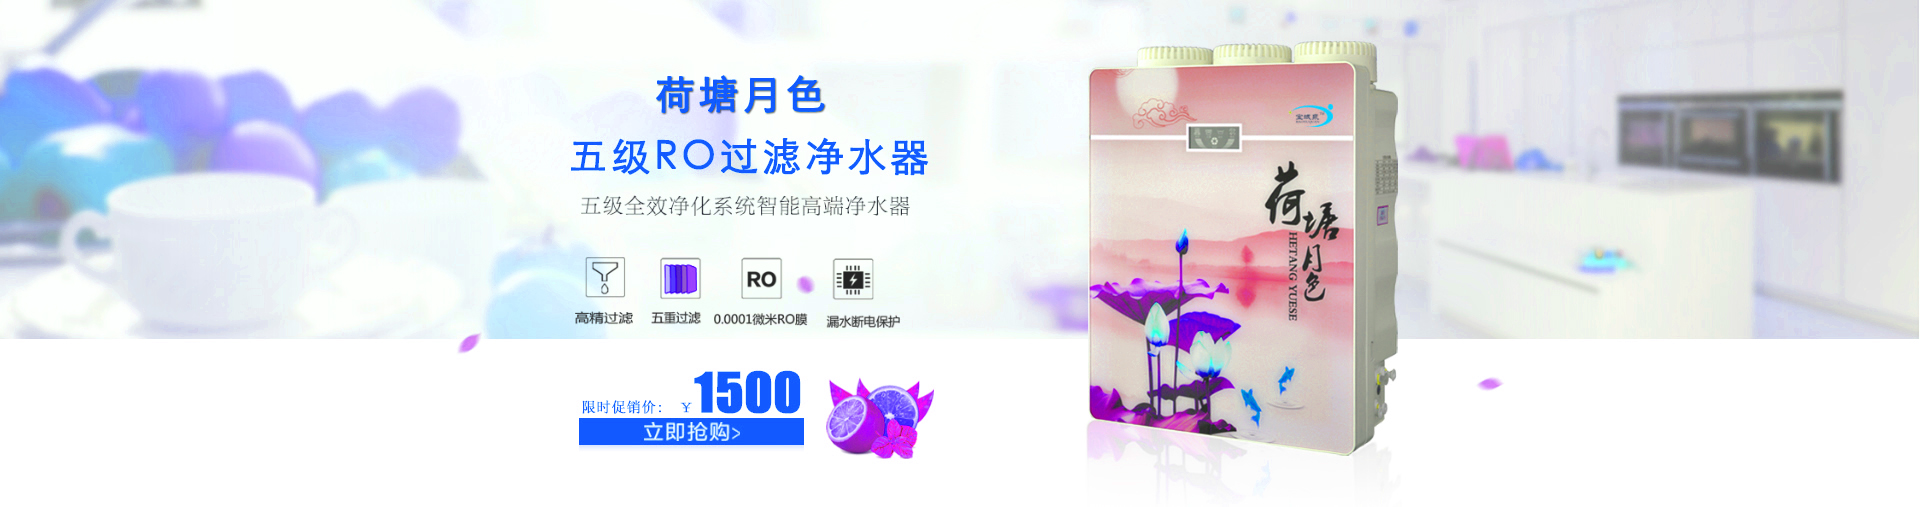 荷塘月色
五级RO过滤净水器
五级全效净化系统智能高端净水器
RO
高精过滤
五重过滤
0.0001微米RO膜
漏水断电保护
限时促销价: ￥1500
立即抢购>
荷塘月色
HETANG YUESE